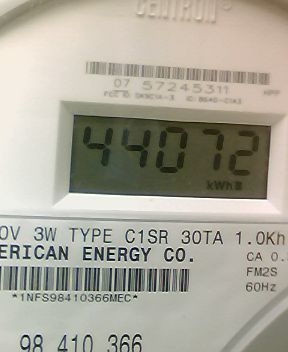 CENTRON®
07 57245311
44072
kWh
0V 3W TYPE C1SR 30TA 1.0Kh
ERICAN ENERGY CO.
CA 0.
FM2S
*1NFS98410366MEC*
60Hz
98 410 366